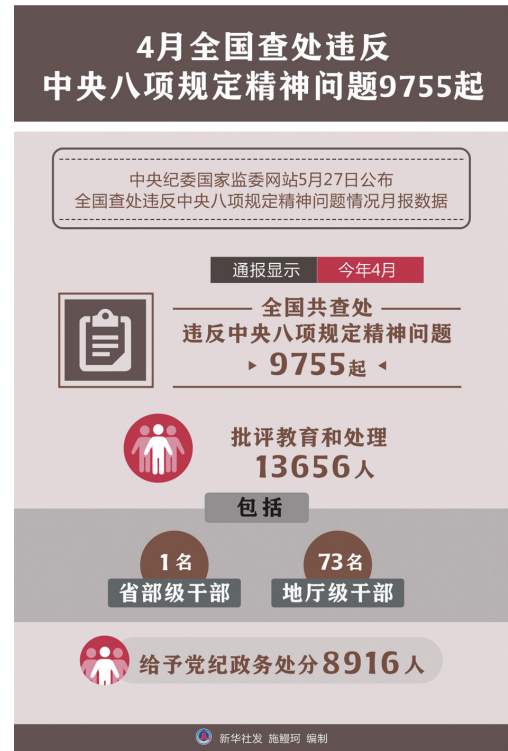 4月全国查处违反
中央八项规定精神问题9755起
中央纪委国家监委网站5月27日公布
全国查处违反中央八项规定精神问题情况月报数据
通报显示 今年4月
全国共查处
违反中央八项规定精神问题
9755起
批评教育和处理
13656人
包括
1名 73名
省部级干部 地厅级干部
给予党纪政务处分8916人
新华社发 施鳗珂 编制